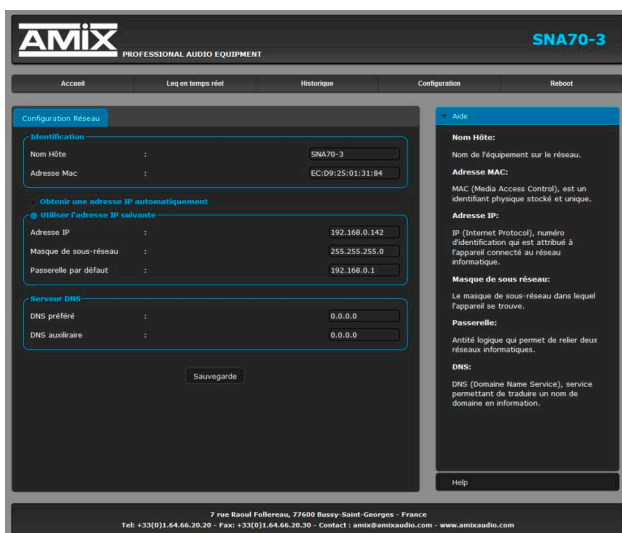 AMIX
PROFESSIONAL AUDIO EQUIPMENT
SNA70-3
Accueil
Leq en temps réel
Historique
Configuration
Reboot
Configuration Réseau
Identification
Nom Hôte : SNA70-3
Adresse Mac : EC:D9:25:01:31:84
Obtenir une adresse IP automatiquement
Utiliser l'adresse IP suivante
Adresse IP : 192.168.0.142
Masque de sous-réseau : 255.255.255.0
Passerelle par défaut : 192.168.0.1
Serveur DNS
DNS préféré : 0.0.0.0
DNS auxiliraire : 0.0.0.0
Sauvegarde
Aide
Nom Hôte:
Nom de l'équipement sur le réseau.
Adresse MAC:
MAC (Media Access Control), est un
identifiant physique stocké et unique.
Adresse IP:
IP (Internet Protocol), numéro
d'identification qui est attribué à
l'appareil connecté au réseau
informatique.
Masque de sous réseau:
Le masque de sous-réseau dans lequel
l'appareil se trouve.
Passerelle:
Antité logique qui permet de relier deux
réseaux informatiques.
DNS:
DNS (Domaine Name Service), service
permettant de traduire un nom de
domaine en information.
Help
7 rue Raoul Follereau, 77600 Bussy-Saint-Georges - France
Tel: +33(0)1.64.66.20.20 - Fax: +33(0)1.64.66.20.30 - Contact : amix@amixaudio.com - www.amixaudio.com